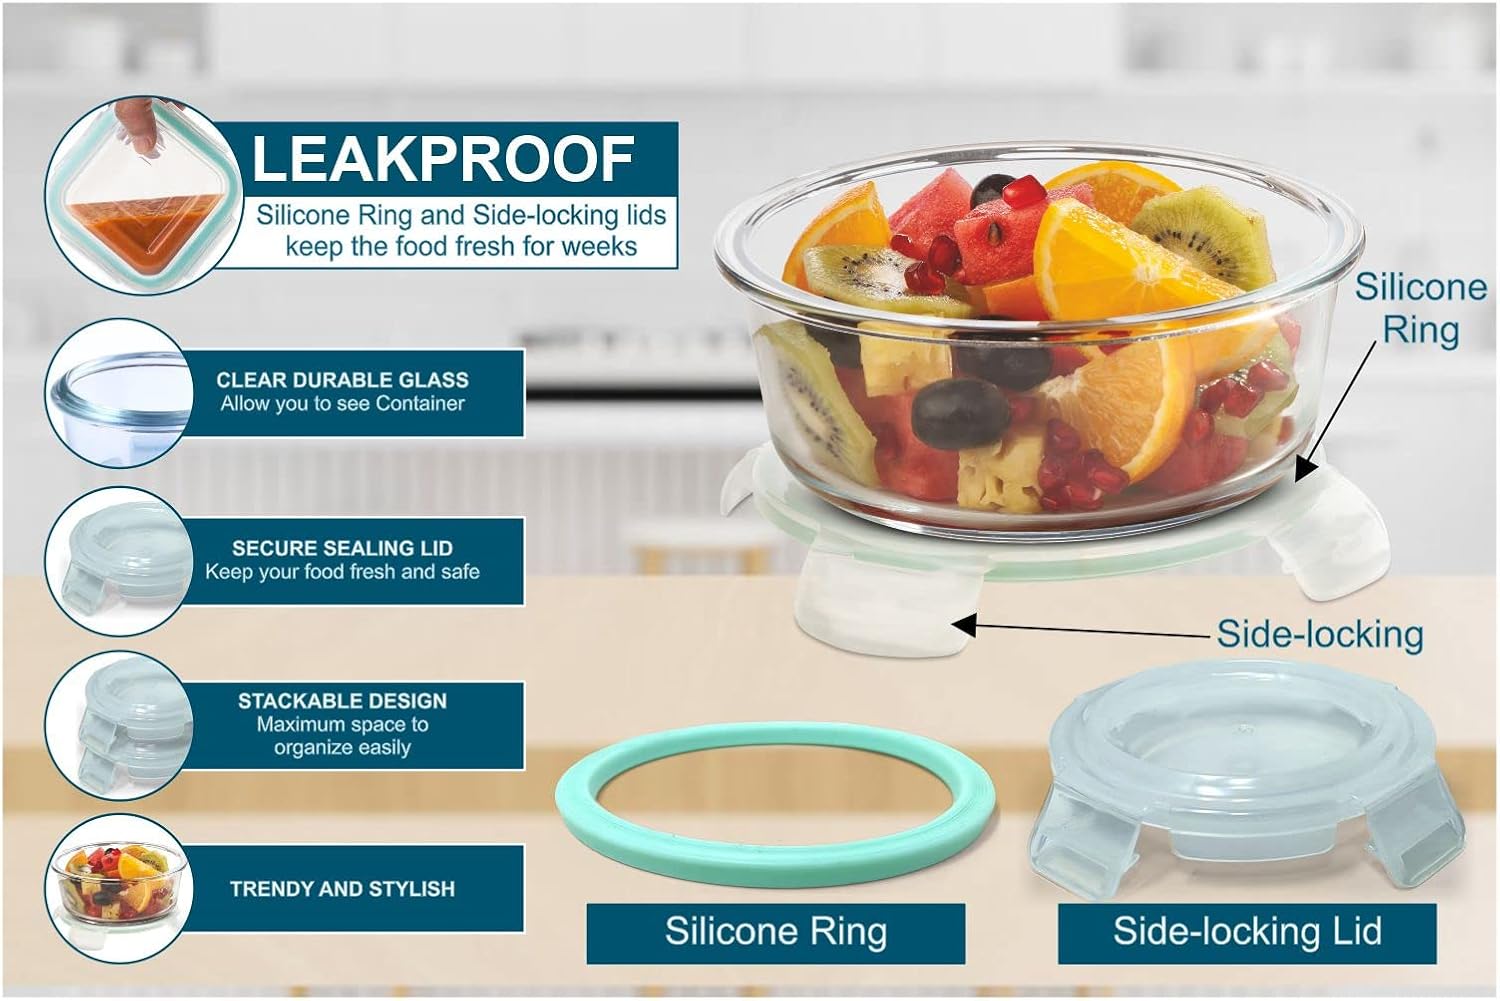 LEAKPROOF
Silicone Ring and Side-locking lids
keep the food fresh for weeks
CLEAR DURABLE GLASS
Allow you to see Container
SECURE SEALING LID
Keep your food fresh and safe
STACKABLE DESIGN
Maximum space to
organize easily
TRENDY AND STYLISH
Silicone
Ring
Side-locking
Silicone Ring
Side-locking Lid